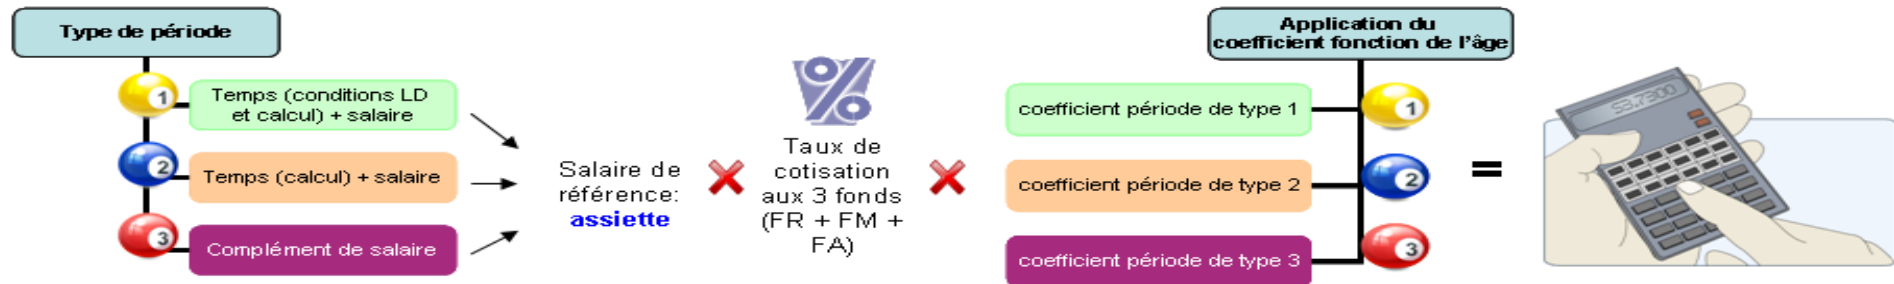 Type de période
1
Temps (conditions LD
et calcul) + salaire
2
Temps (calcul) + salaire
3
Complément de salaire
Salaire de
référence:
assiette
%
Taux de
cotisation
aux 3 fonds
(FR + FM +
FA)
Application du
coefficient fonction de l'âge
coefficient période de type 1
1
coefficient période de type 2
2
coefficient période de type 3
3
=
53.7300